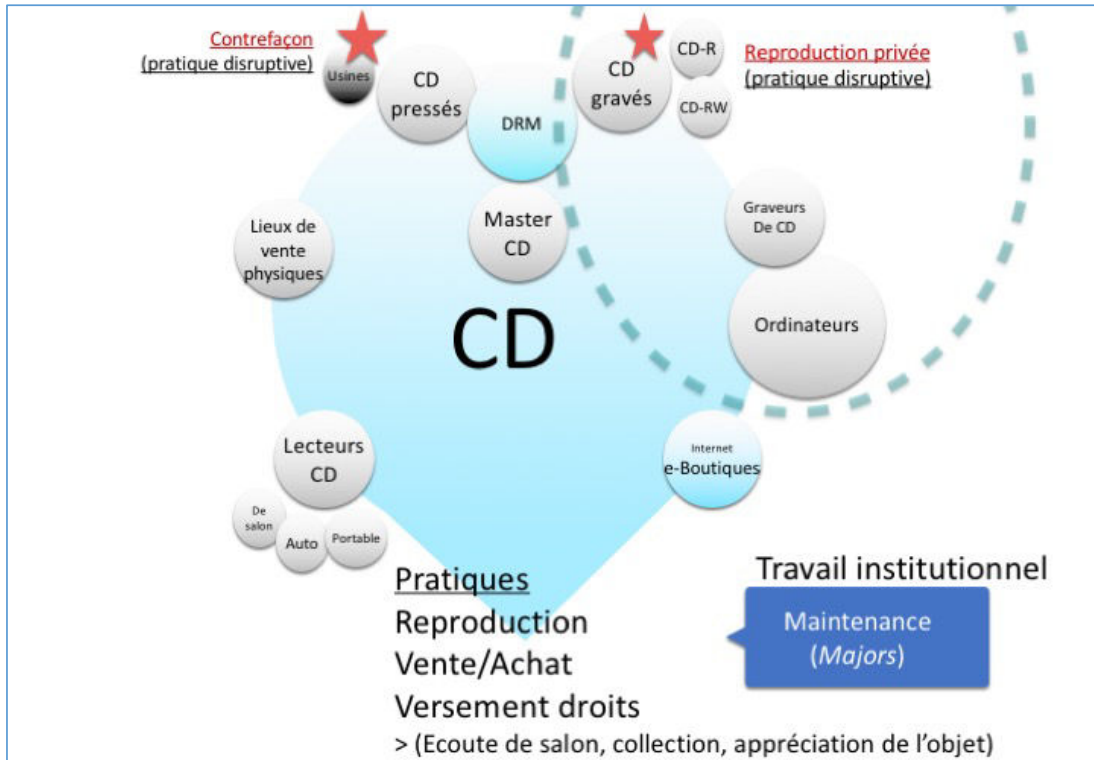 Contrefaçon
(pratique disruptive)
Usines
CD
pressés
DRM
CD
gravés
CD-R
CD-RW
Reproduction privée
(pratique disruptive)
Lieux de
vente
physiques
Master
CD
Graveurs
De CD
Ordinateurs
CD
Lecteurs
CD
De
salon
Auto
Portable
Internet
e-Boutiques
Pratiques
Reproduction
Vente/Achat
Versement droits
> (Ecoute de salon, collection, appréciation de l'objet)
Travail institutionnel
Maintenance
(Majors)